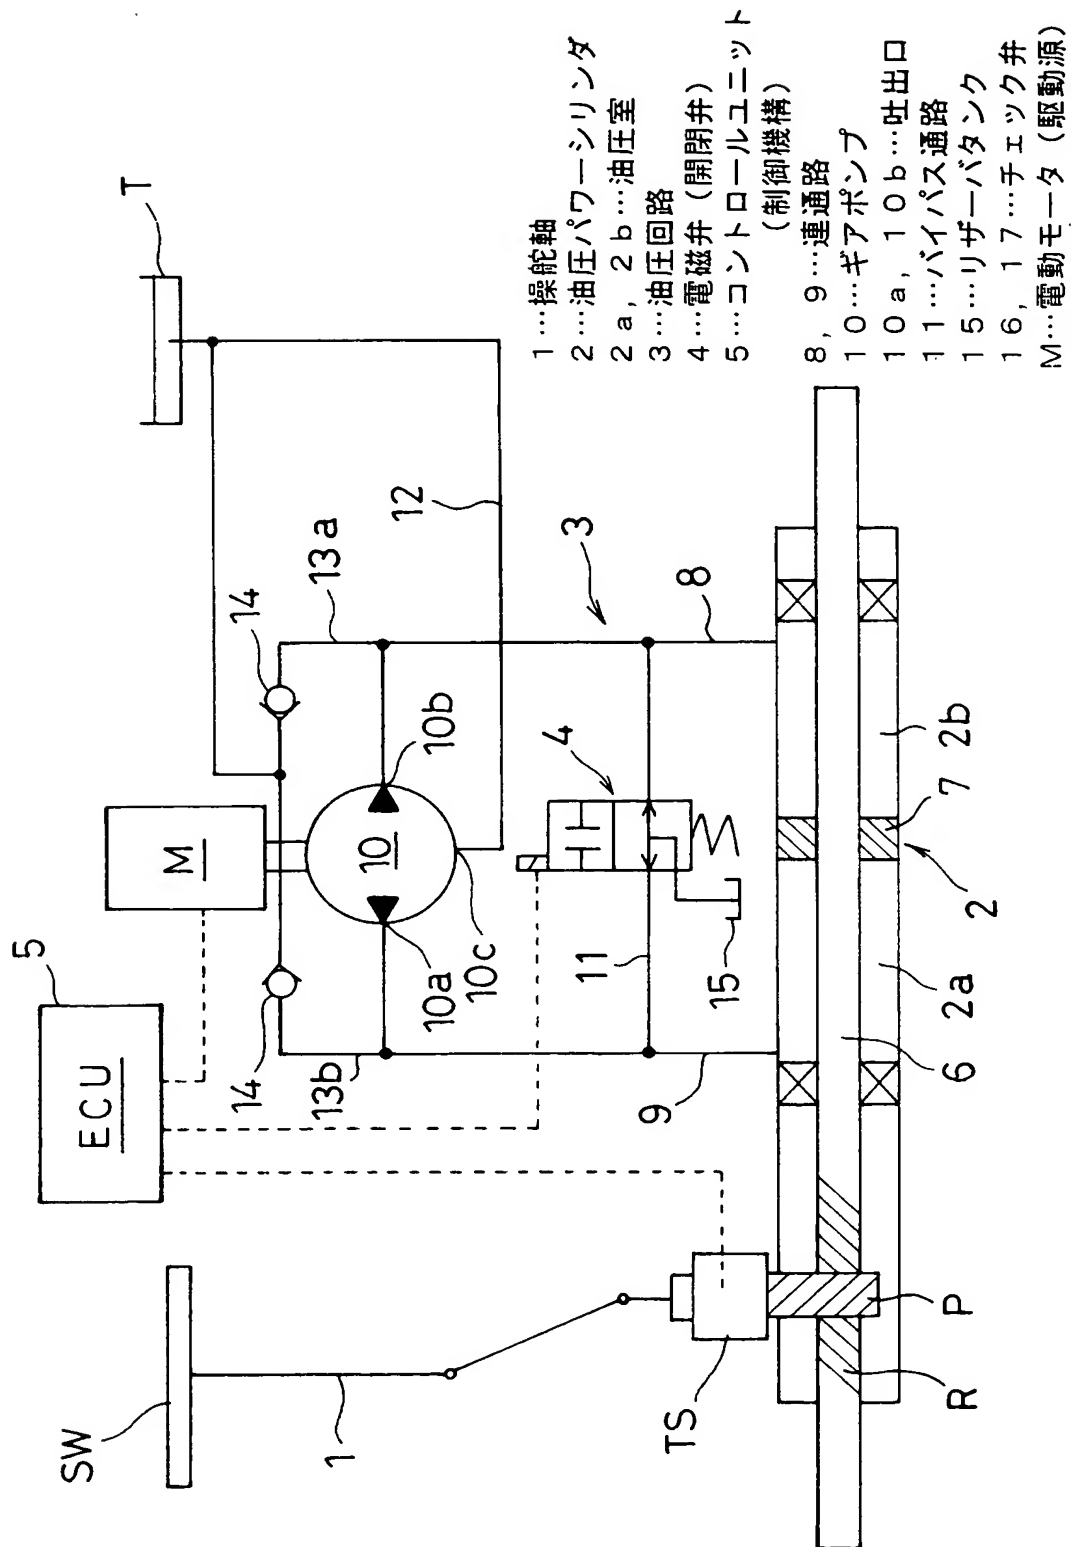 T
5
ECU
M
14
14
13a
13b
12
10
10a
10b
10c
SW
1
4
3
11
15
8
9
TS
2b
7
2
2a
6
P
R
1…操舵軸
2…油圧パワーシリンダ
2a, 2b…油圧室
3…油圧回路
4…電磁弁(開閉弁)
5…コントロールユニット
(制御機構)
8, 9…連通路
10…ギアポンプ
10a, 10b…吐出口
11…バイパス通路
15…リザーバタンク
16, 17…チェック弁
M…電動モータ(駆動源)